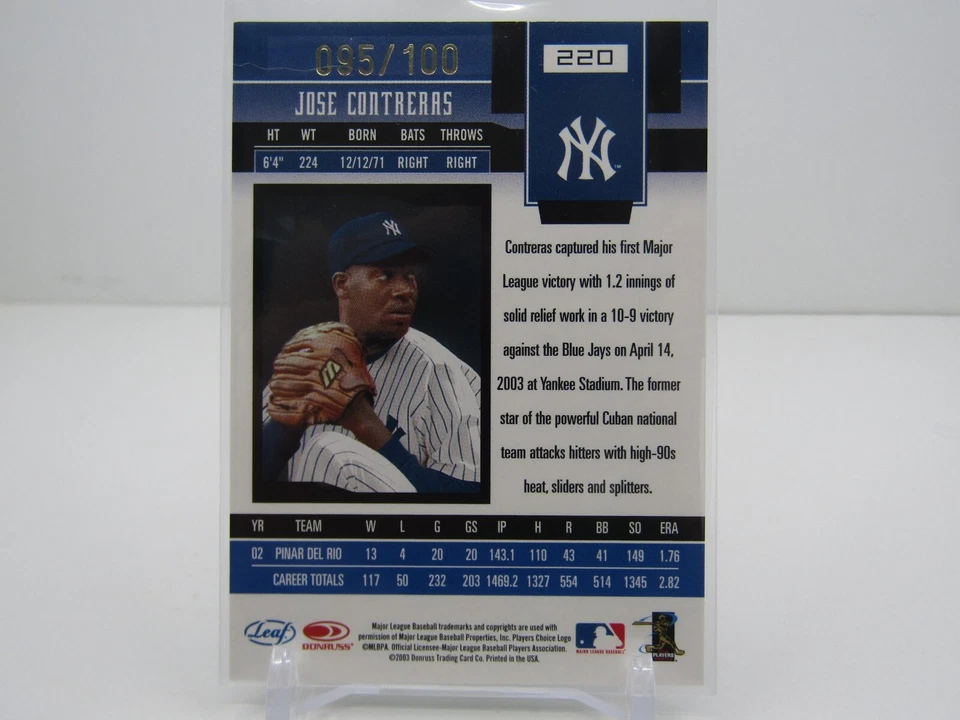 095/100
220
JOSE CONTRERAS
HT WT BORN BATS THROWS
6'4" 224 12/12/71 RIGHT RIGHT
NY
TM
NY
Contreras captured his first Major
League victory with 1.2 innings of
solid relief work in a 10-9 victory
against the Blue Jays on April 14,
2003 at Yankee Stadium. The former
star of the powerful Cuban national
team attacks hitters with high-90s
heat, sliders and splitters.
YR TEAM W L G GS IP H R BB SO ERA
02 PINAR DEL RIO 13 4 20 20 143.1 110 43 41 149 1.76
CAREER TOTALS 117 50 232 203 1469.2 1327 554 514 1345 2.82
Leaf
DONRUSS
Major League Baseball trademarks and copyrights are used with
permission of Major League Baseball Properties, Inc. Players Choice Logo
©MLBPA. Official Licensee-Major League Baseball Players Association.
©2003 Donruss Trading Card Co. Printed in the USA.
MAJOR LEAGUE BASEBALL
PLAYERS